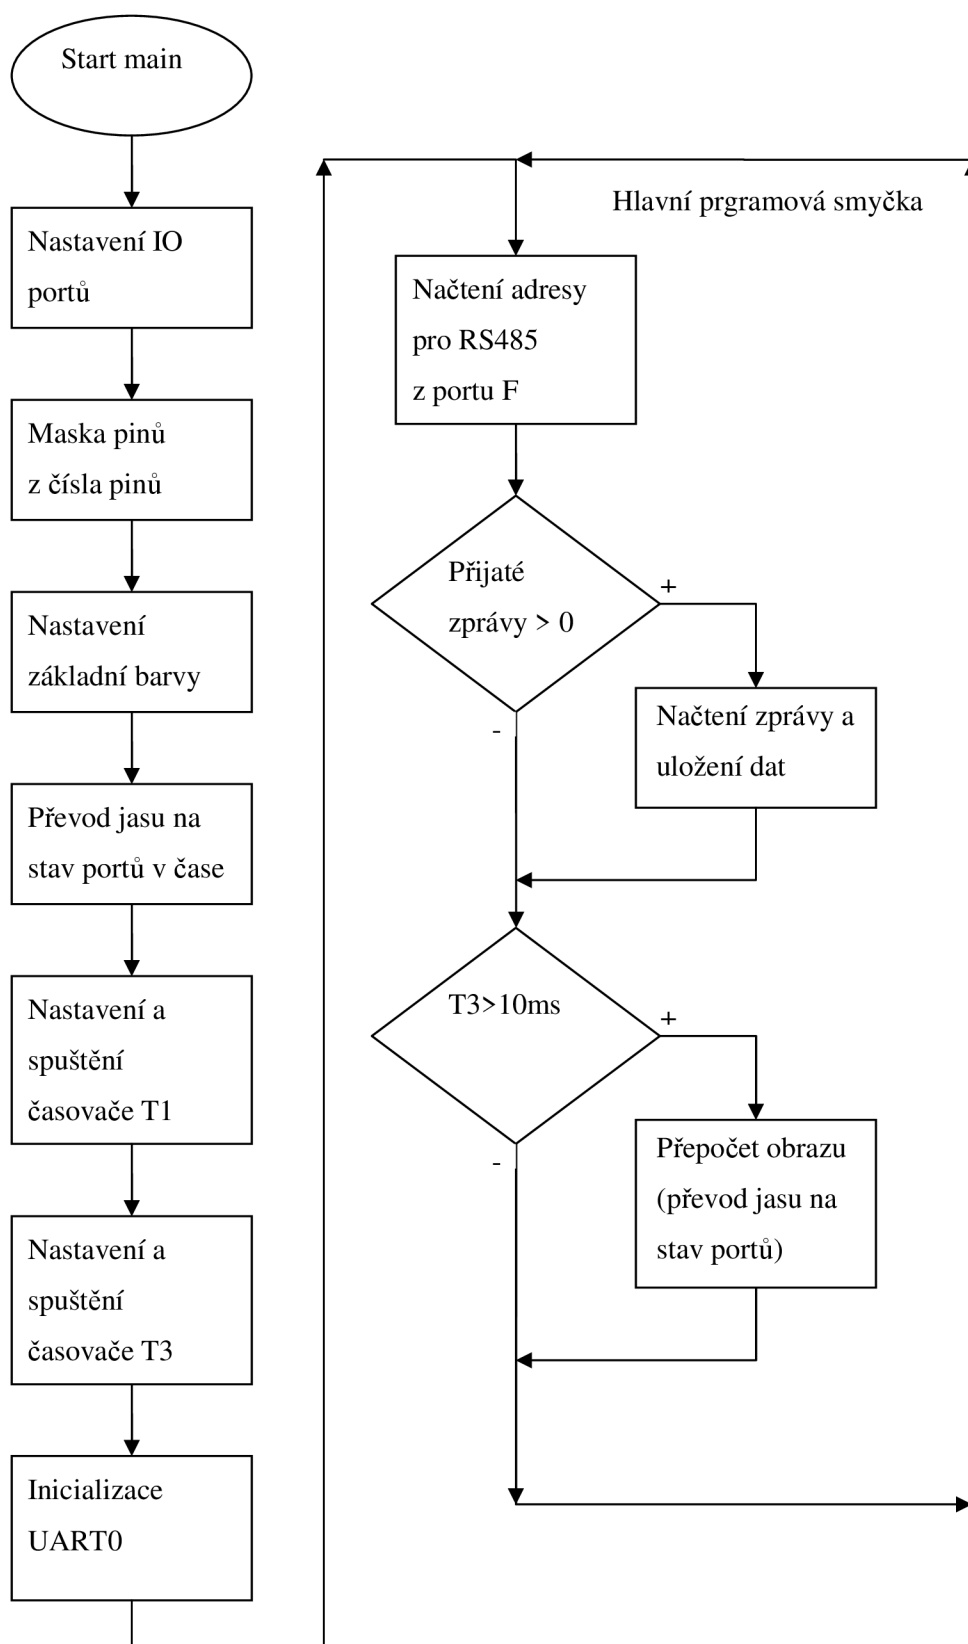 Start main
Nastavení IO
portů
Maska pinů
z čísla pinů
Nastavení
základní barvy
Převod jasu na
stav portů v čase
Nastavení a
spuštění
časovače T1
Nastavení a
spuštění
časovače T3
Inicializace
UART0
Hlavní prgramová smyčka
Načtení adresy
pro RS485
z portu F
Přijaté
zprávy > 0
+
-
Načtení zprávy a
uložení dat
T3>10ms
+
-
Přepočet obrazu
(převod jasu na
stav portů)